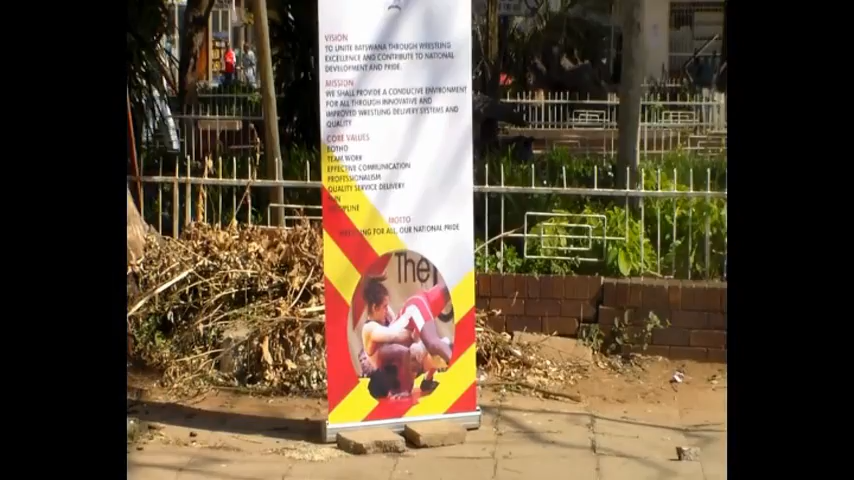 VISION
TO UNITE BATSWANA THROUGH WRESTLING
EXCELLENCE AND CONTRIBUTE TO NATIONAL
DEVELOPMENT AND PRIDE.
MISSION
WE SHALL PROVIDE A CONDUCIVE ENVIRONMENT
FOR ALL THROUGH INNOVATIVE AND
IMPROVED WRESTLING DELIVERY SYSTEMS AND
QUALITY
CORE VALUES
BOTHO
TEAM WORK
EFFECTIVE COMMUNICATION
PROFESSIONALISM
QUALITY SERVICE DELIVERY
FUN
DISCIPLINE
MOTTO
WRESTLING FOR ALL, OUR NATIONAL PRIDE
The